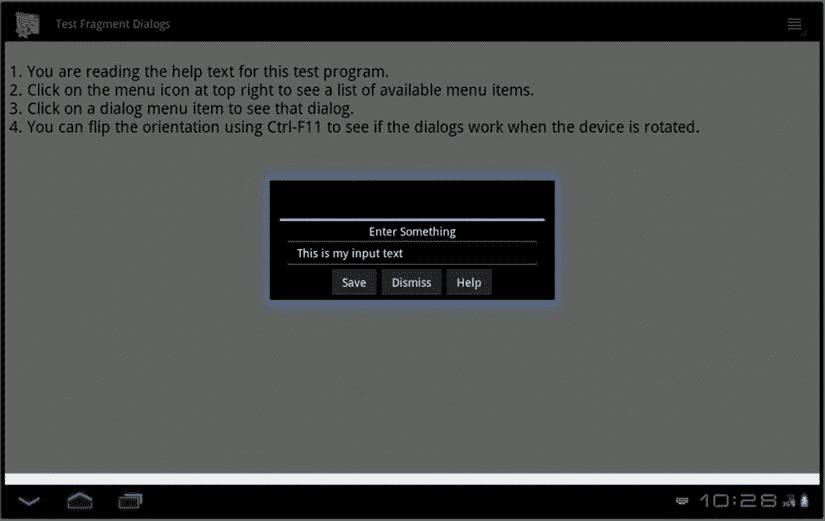 Test Fragment Dialogs
1. You are reading the help text for this test program.
2. Click on the menu icon at top right to see a list of available menu items.
3. Click on a dialog menu item to see that dialog.
4. You can flip the orientation using Ctrl-F11 to see if the dialogs work when the device is rotated.
Enter Something
This is my input text
Save Dismiss Help
10:28